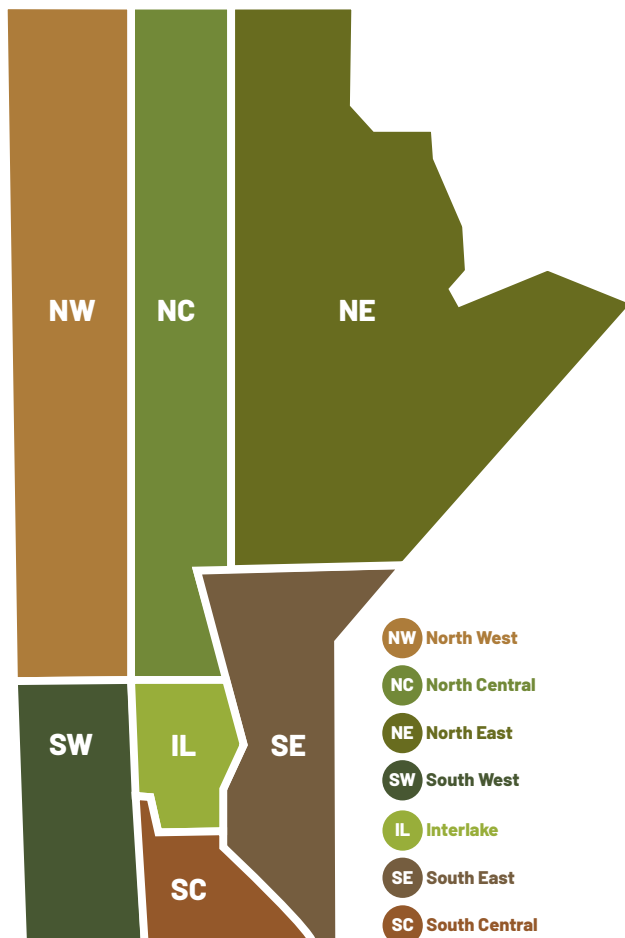 NW
NC
NE
SW
IL
SE
SC
NW North West
NC North Central
NE North East
SW South West
IL Interlake
SE South East
SC South Central